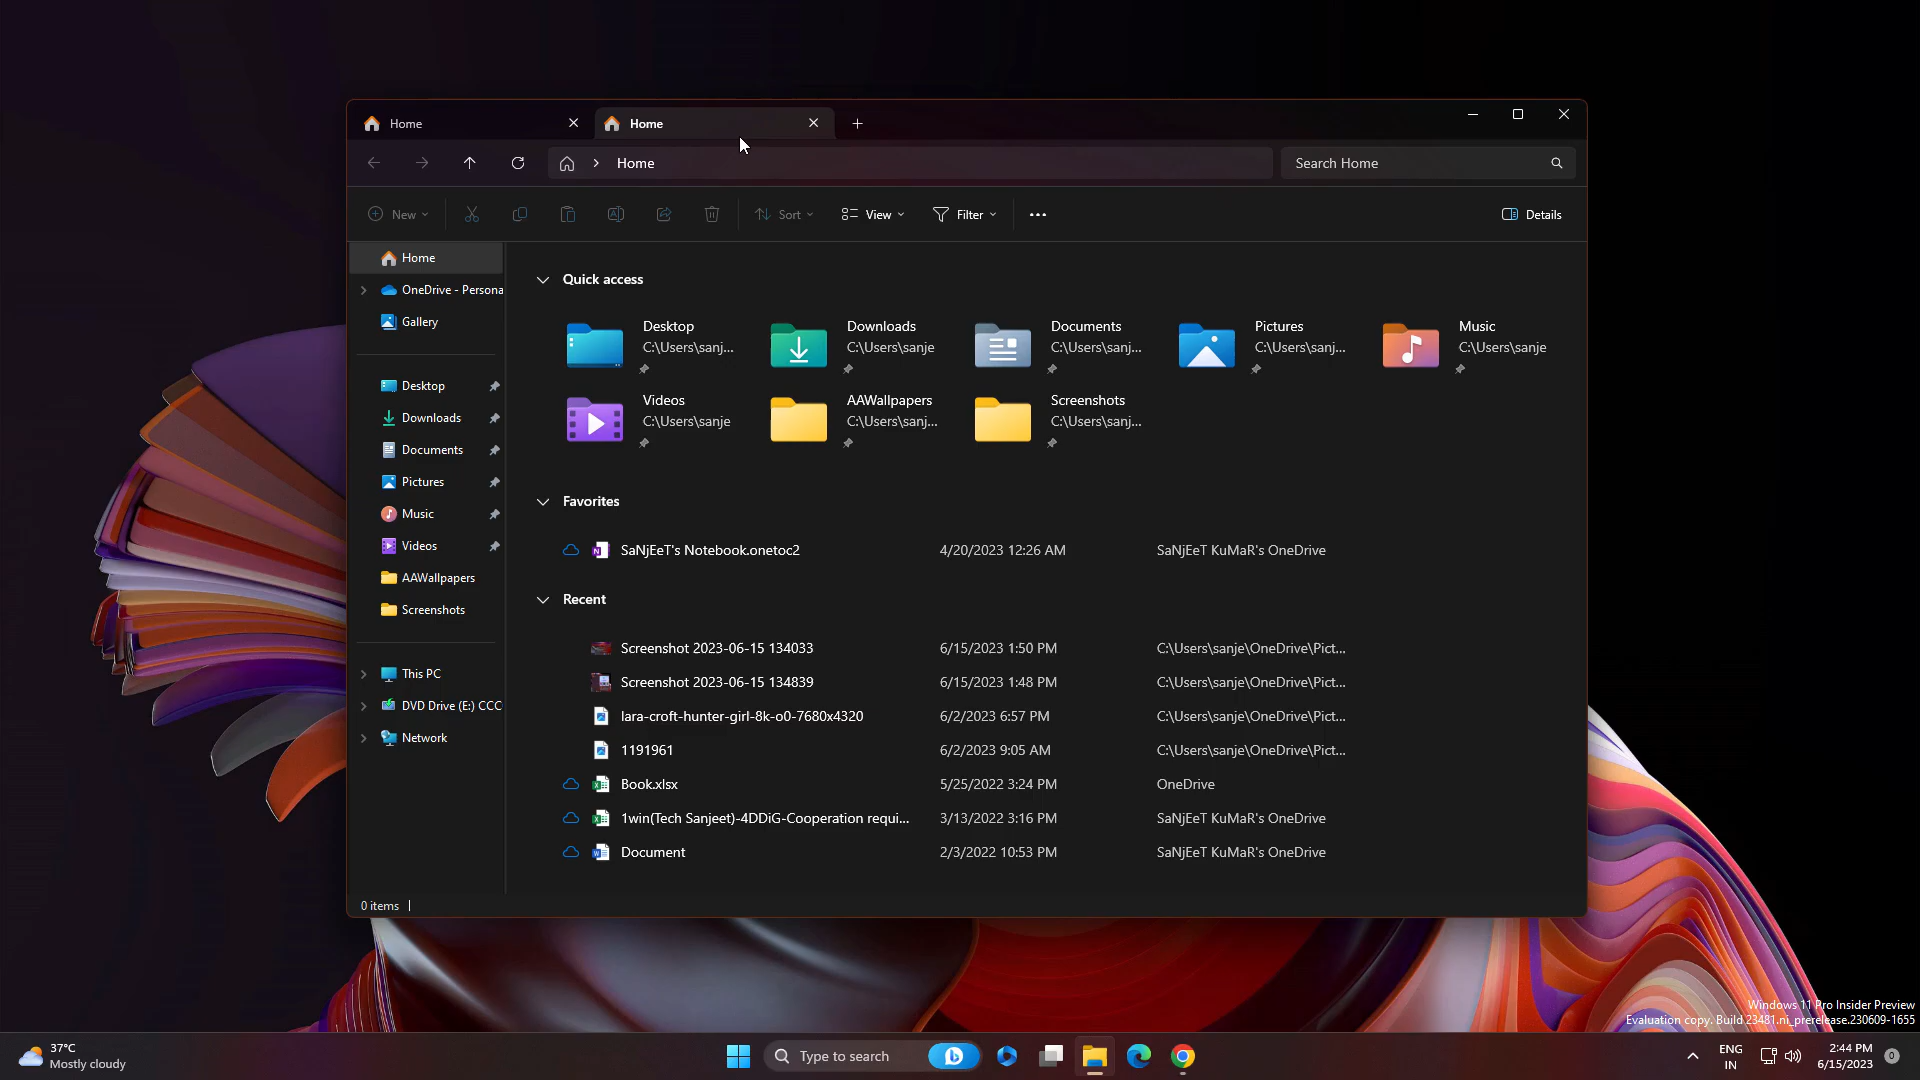 Home
Home
Home
Search Home
New
Sort
View
Filter
Details
Home
OneDrive - Persona
Gallery
Desktop
Downloads
Documents
Pictures
Music
Videos
AAWallpapers
Screenshots
This PC
DVD Drive (E:) CCC
Network
Quick access
Desktop
C:\Users\sanj...
Downloads
C:\Users\sanje
Documents
C:\Users\sanj...
Pictures
C:\Users\sanj...
Music
C:\Users\sanje
Videos
C:\Users\sanje
AAWallpapers
C:\Users\sanj...
Screenshots
C:\Users\sanj...
Favorites
SaNjEeT's Notebook.onetoc2 4/20/2023 12:26 AM SaNjEeT KuMaR's OneDrive
Recent
Screenshot 2023-06-15 134033 6/15/2023 1:50 PM C:\Users\sanje\OneDrive\Pict...
Screenshot 2023-06-15 134839 6/15/2023 1:48 PM C:\Users\sanje\OneDrive\Pict...
lara-croft-hunter-girl-8k-o0-7680x4320 6/2/2023 6:57 PM C:\Users\sanje\OneDrive\Pict...
1191961 6/2/2023 9:05 AM C:\Users\sanje\OneDrive\Pict...
Book.xlsx 5/25/2022 3:24 PM OneDrive
1win(Tech Sanjeet)-4DDiG-Cooperation requi... 3/13/2022 3:16 PM SaNjEeT KuMaR's OneDrive
Document 2/3/2022 10:53 PM SaNjEeT KuMaR's OneDrive
0 items
Windows 11 Pro Insider Preview
Evaluation copy. Build 23481.ni_prerelease.230609-1655
37°C
Mostly cloudy
Type to search
ENG
IN
2:44 PM
6/15/2023
0